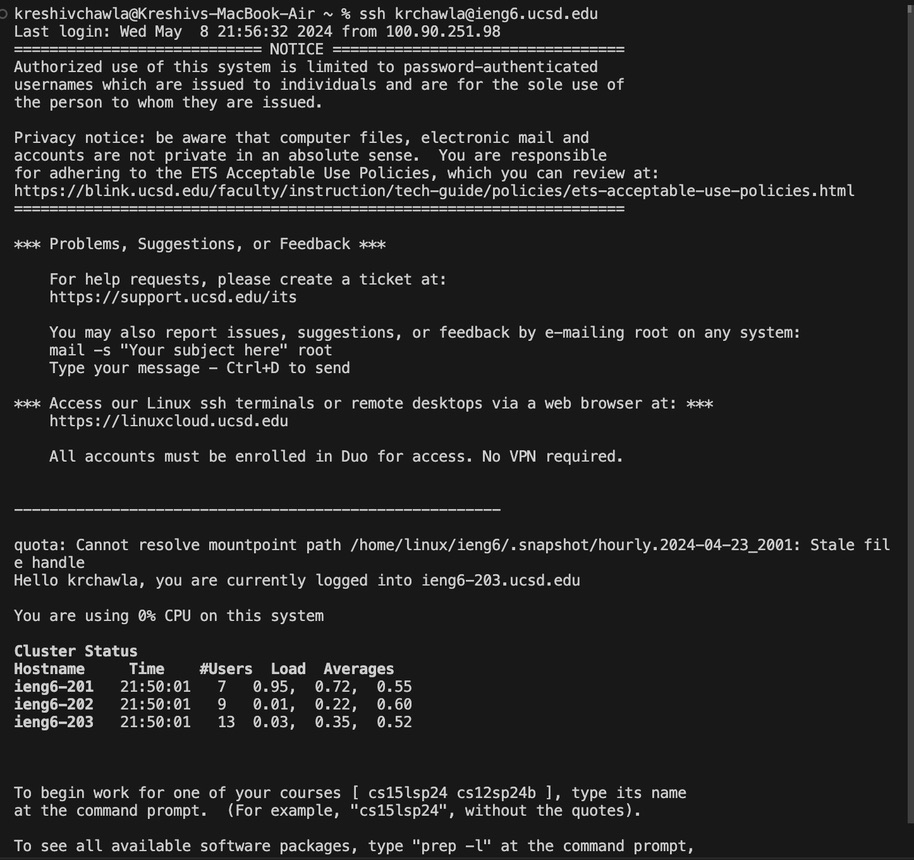 kreshivchawla@Kreshivs-MacBook-Air ~ % ssh krchawla@ieng6.ucsd.edu
Last login: Wed May  8 21:56:32 2024 from 100.90.251.98
============================ NOTICE =================================
Authorized use of this system is limited to password-authenticated
usernames which are issued to individuals and are for the sole use of
the person to whom they are issued.

Privacy notice: be aware that computer files, electronic mail and
accounts are not private in an absolute sense.  You are responsible
for adhering to the ETS Acceptable Use Policies, which you can review at:
https://blink.ucsd.edu/faculty/instruction/tech-guide/policies/ets-acceptable-use-policies.html
=====================================================================

*** Problems, Suggestions, or Feedback ***

    For help requests, please create a ticket at:
    https://support.ucsd.edu/its

    You may also report issues, suggestions, or feedback by e-mailing root on any system:
    mail -s "Your subject here" root
    Type your message - Ctrl+D to send

*** Access our Linux ssh terminals or remote desktops via a web browser at: ***
    https://linuxcloud.ucsd.edu

    All accounts must be enrolled in Duo for access. No VPN required.


-------------------------------------------------------

quota: Cannot resolve mountpoint path /home/linux/ieng6/.snapshot/hourly.2024-04-23_2001: Stale fil
e handle
Hello krchawla, you are currently logged into ieng6-203.ucsd.edu

You are using 0% CPU on this system

Cluster Status
Hostname     Time    #Users  Load  Averages
ieng6-201   21:50:01   7   0.95,  0.72,  0.55
ieng6-202   21:50:01   9   0.01,  0.22,  0.60
ieng6-203   21:50:01   13  0.03,  0.35,  0.52



To begin work for one of your courses [ cs15lsp24 cs12sp24b ], type its name
at the command prompt.  (For example, "cs15lsp24", without the quotes).

To see all available software packages, type "prep -l" at the command prompt,